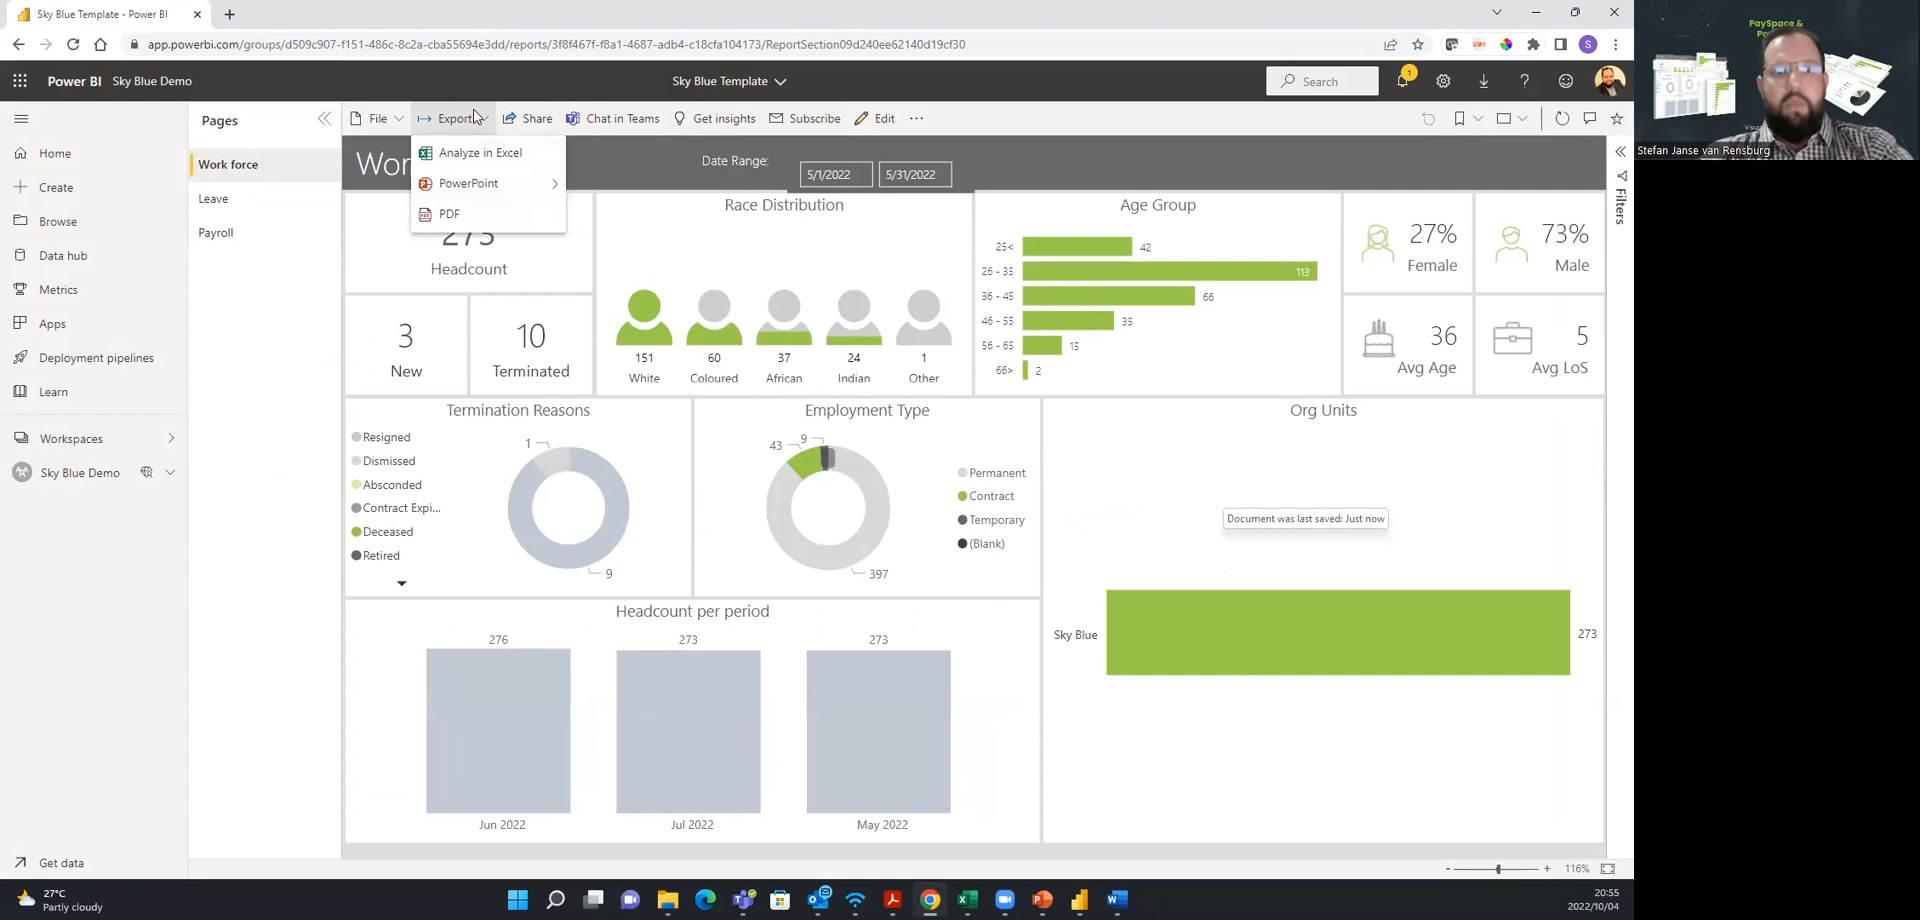 Sky Blue Template - Power BI
app.powerbi.com/groups/d509c907-f151-486c-8c2a-cba55694e3dd/reports/3f8f467f-f8a1-4687-adb4-c18cfa104173/ReportSection09d240ee62140d19cf30
S
Power BI Sky Blue Demo
Sky Blue Template
Search
1
Pages
File
Export
Share
Chat in Teams
Get insights
Subscribe
Edit
Home
Create
Browse
Data hub
Metrics
Apps
Deployment pipelines
Learn
Workspaces
Sky Blue Demo
Get data
Work force
Leave
Payroll
Analyze in Excel
PowerPoint
PDF
Date Range:
5/1/2022
5/31/2022
Filters
273
Headcount
3
New
10
Terminated
Race Distribution
151 60 37 24 1
White Coloured African Indian Other
Age Group
25< 42
26 - 35 113
36 - 45 66
46 - 55 35
56 - 65 15
66> 2
27%
Female
73%
Male
36
Avg Age
5
Avg LoS
Termination Reasons
Resigned
Dismissed
Absconded
Contract Expi...
Deceased
Retired
1
9
Employment Type
43
9
397
Permanent
Contract
Temporary
(Blank)
Org Units
Document was last saved: Just now
Sky Blue
273
Headcount per period
276 273 273
Jun 2022 Jul 2022 May 2022
- + 116%
27°C
Partly cloudy
20:55
2022/10/04
PaySpace &
Stefan Janse van Rensburg